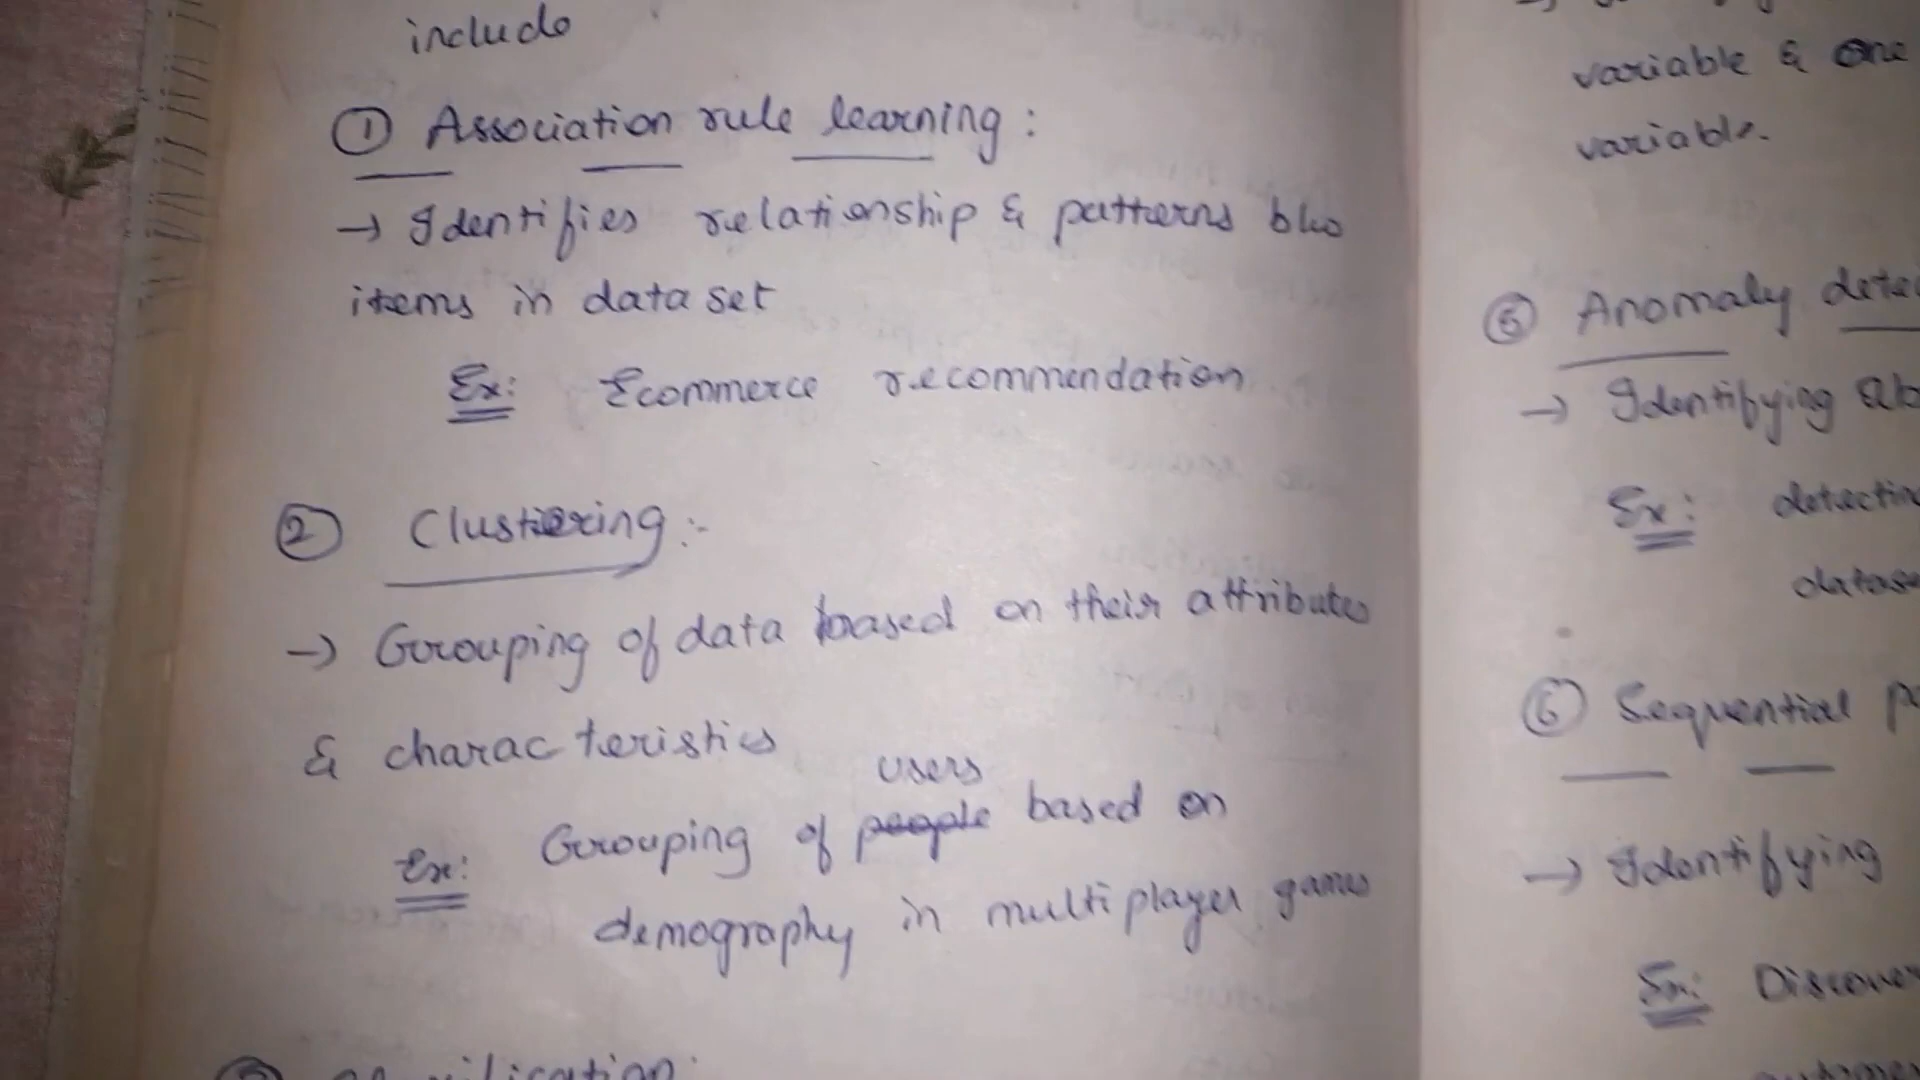 include
① Association rule learning :
→ Identifies relationship & patterns b/w
items in data set
Ex: Ecommerce recommendation
② Clustering :-
→ Grouping of data based on their attributes
& characteristics
users
Ex: Grouping of people based on
demography in multiplayer games
variable & one
variable.
⑤ Anomaly
→ Identifying
Ex:
⑥ Sequential
→ Identifying
Ex: